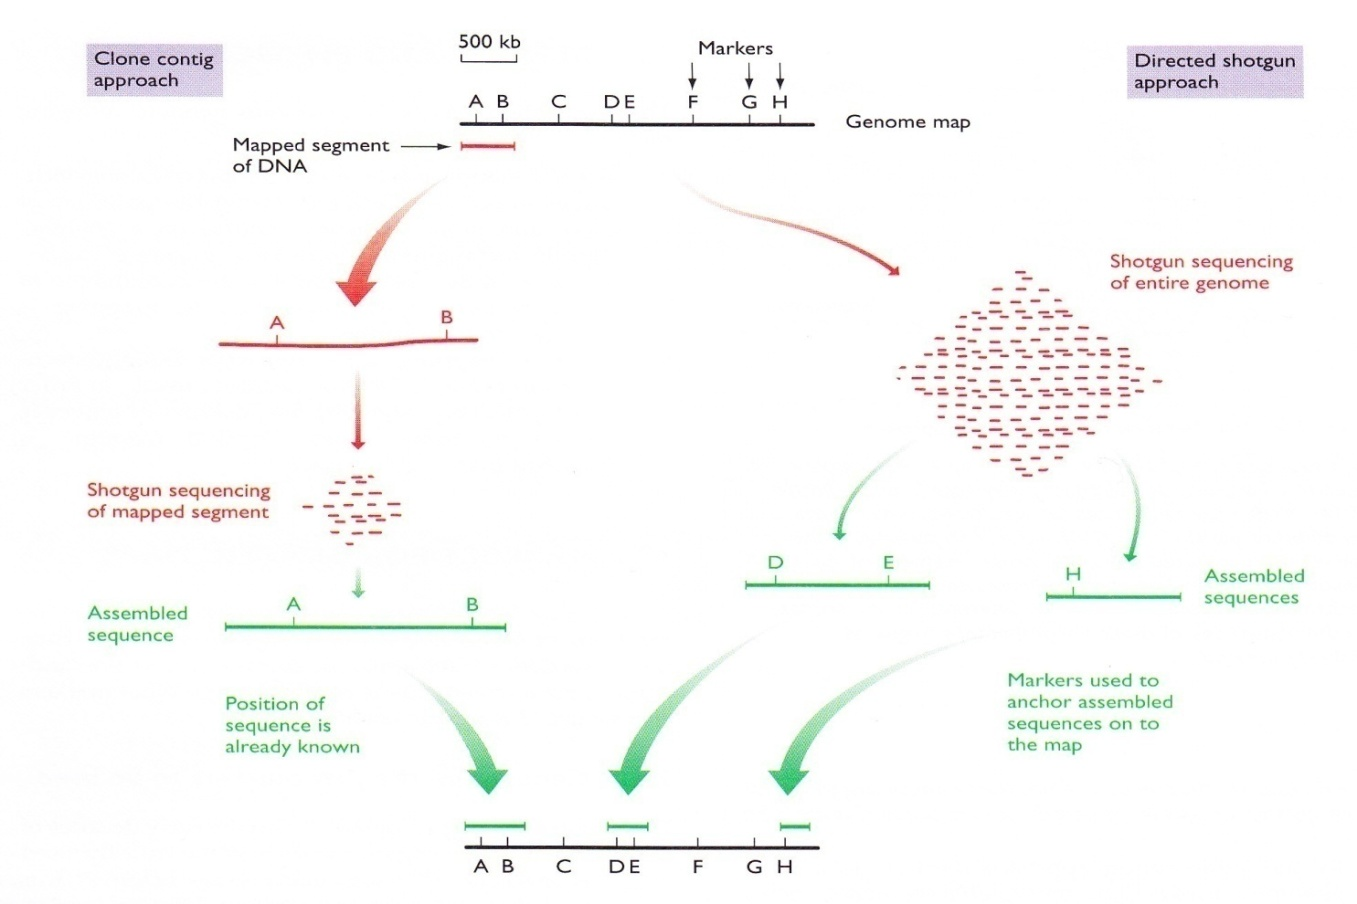 Clone contig
approach
500 kb
Markers
Directed shotgun
approach
A B C D E F G H
Genome map
Mapped segment
of DNA
Shotgun sequencing
of entire genome
A B
Shotgun sequencing
of mapped segment
D E
H
Assembled
sequences
A B
Assembled
sequence
Position of
sequence is
already known
Markers used to
anchor assembled
sequences on to
the map
A B C D E F G H